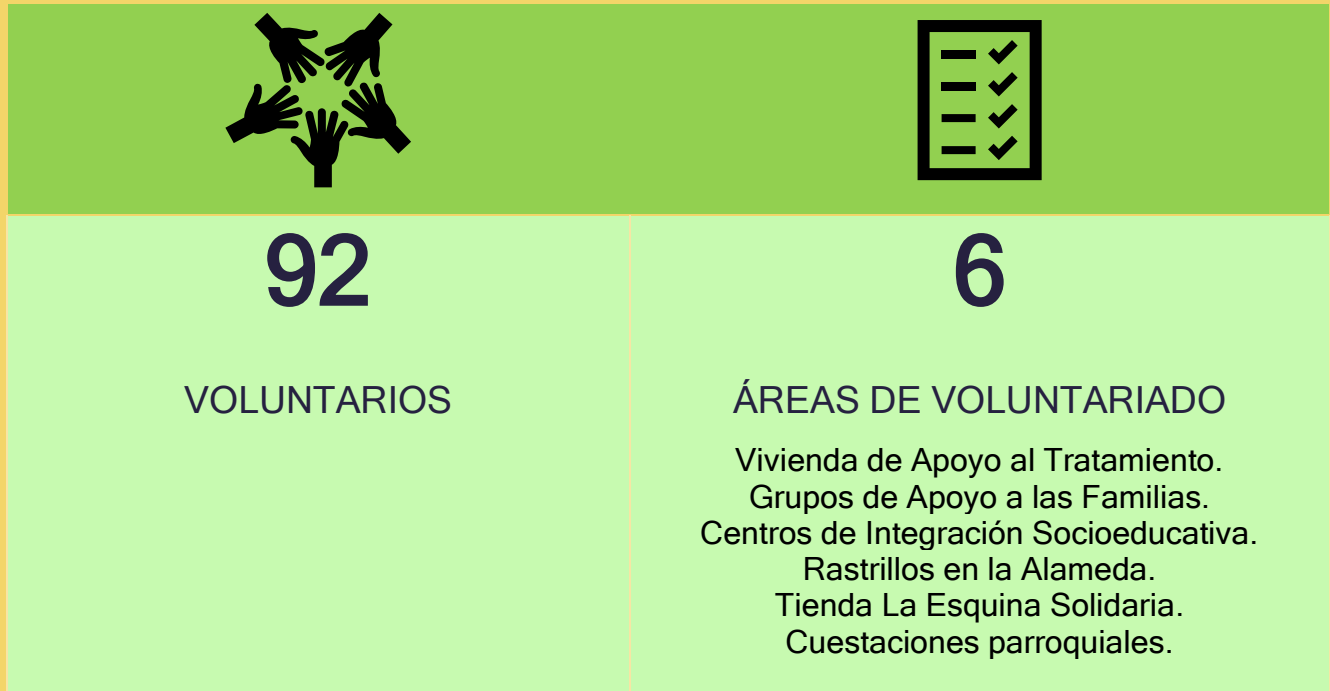 92
VOLUNTARIOS
6
ÁREAS DE VOLUNTARIADO
Vivienda de Apoyo al Tratamiento.
Grupos de Apoyo a las Familias.
Centros de Integración Socioeducativa.
Rastrillos en la Alameda.
Tienda La Esquina Solidaria.
Cuestaciones parroquiales.